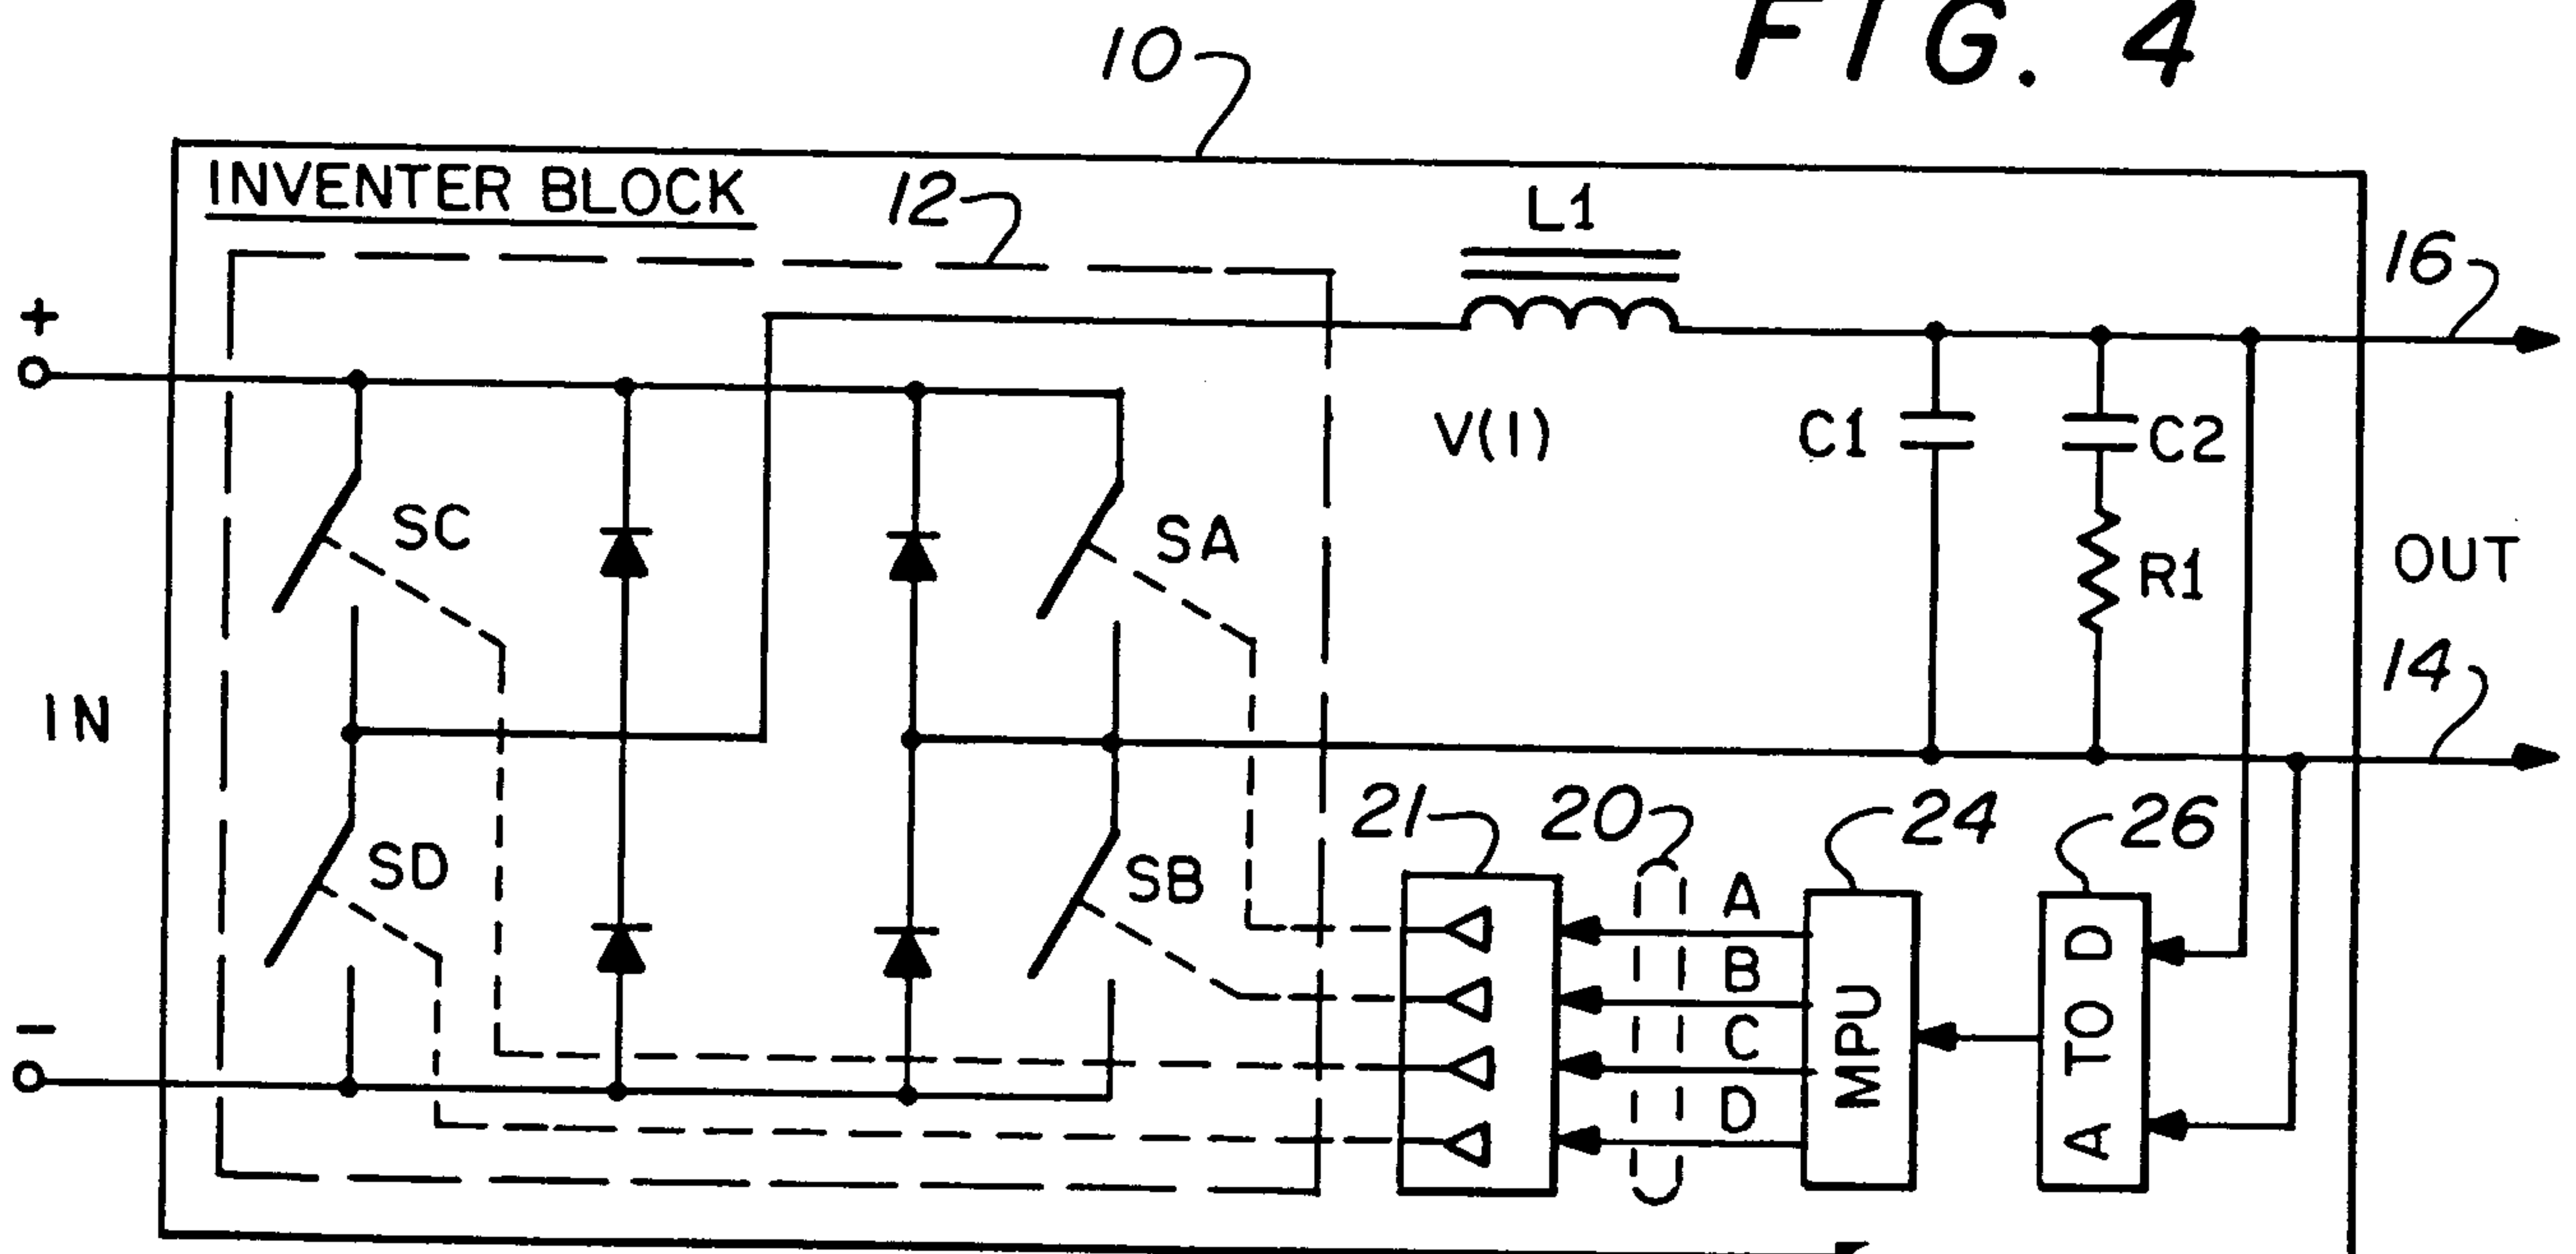 FIG. 4
10
INVENTER BLOCK
12
L1
16
+
V(I)
C1
C2
SC
SA
R1
OUT
IN
14
21
20
24
26
SD
SB
A
B
C
D
MPU
A TO D
−